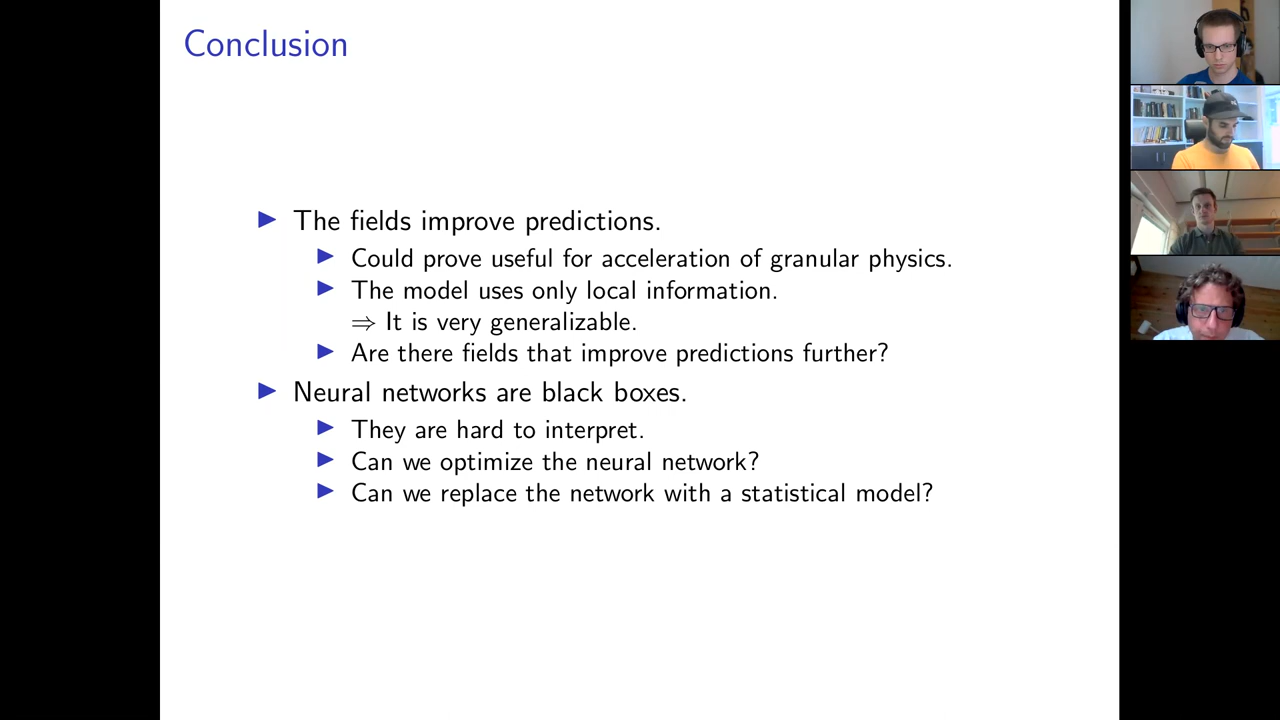 Conclusion
▶ The fields improve predictions.
▶ Could prove useful for acceleration of granular physics.
▶ The model uses only local information.
⇒ It is very generalizable.
▶ Are there fields that improve predictions further?
▶ Neural networks are black boxes.
▶ They are hard to interpret.
▶ Can we optimize the neural network?
▶ Can we replace the network with a statistical model?